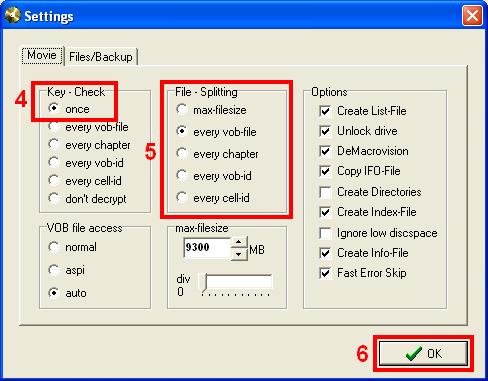 Settings
Movie
Files/Backup
4
Key - Check
once
every vob-file
every chapter
every vob-id
every cell-id
don't decrypt
5
File - Splitting
max-filesize
every vob-file
every chapter
every vob-id
every cell-id
Options
Create List-File
Unlock drive
DeMacrovision
Copy IFO-File
Create Directories
Create Index-File
Ignore low discspace
Create Info-File
Fast Error Skip
VOB file access
normal
aspi
auto
max-filesize
9300 MB
div
0
6
OK